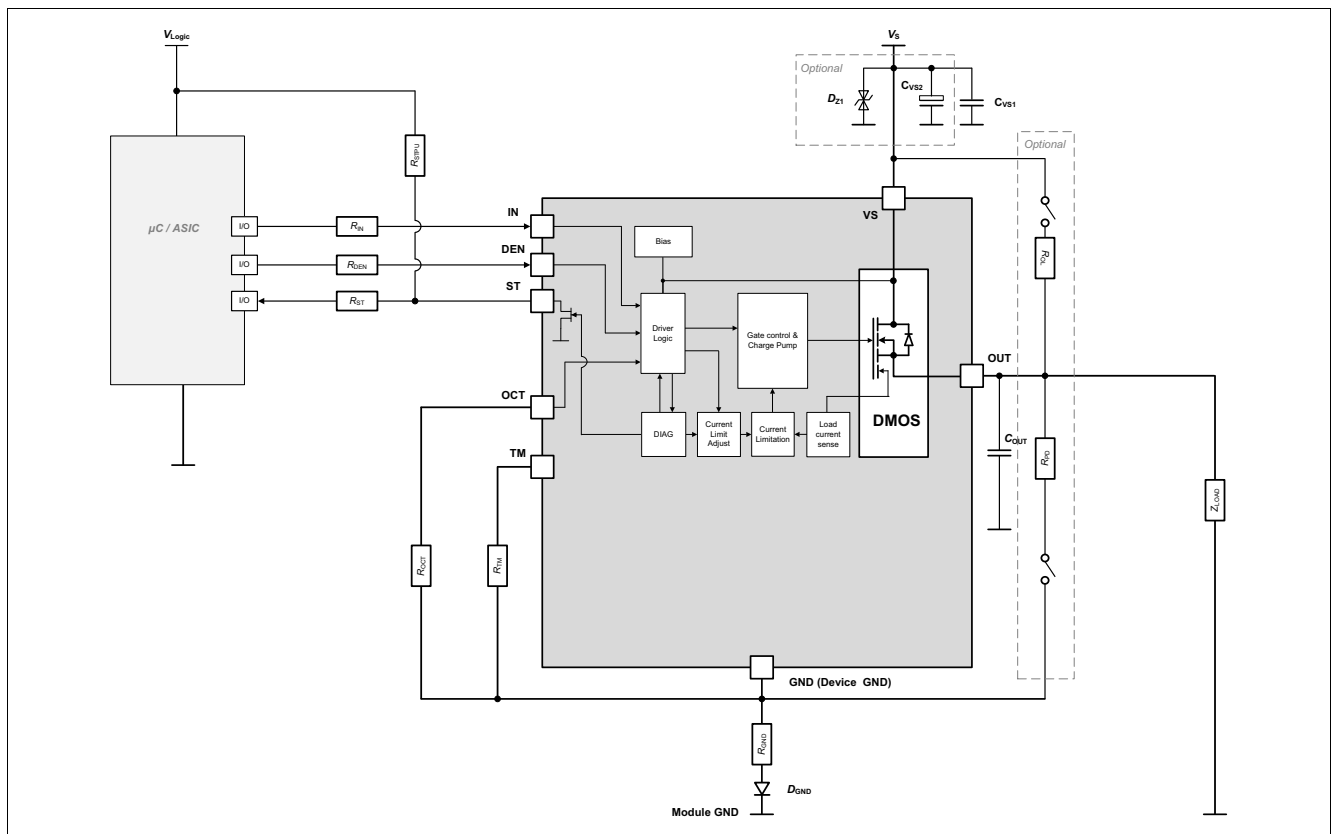 VLogic
VS
Optional
DZ1
CVS2
CVS1
Optional
RSTPU
µC / ASIC
I/O
RIN
IN
I/O
RDEN
DEN
I/O
RST
ST
VS
Bias
ROL
Driver
Logic
Gate control &
Charge Pump
OUT
OCT
DIAG
Current
Limit
Adjust
Current
Limitation
Load
current
sense
DMOS
COUT
RPD
TM
ZLOAD
ROCT
RTM
GND (Device GND)
RGND
DGND
Module GND